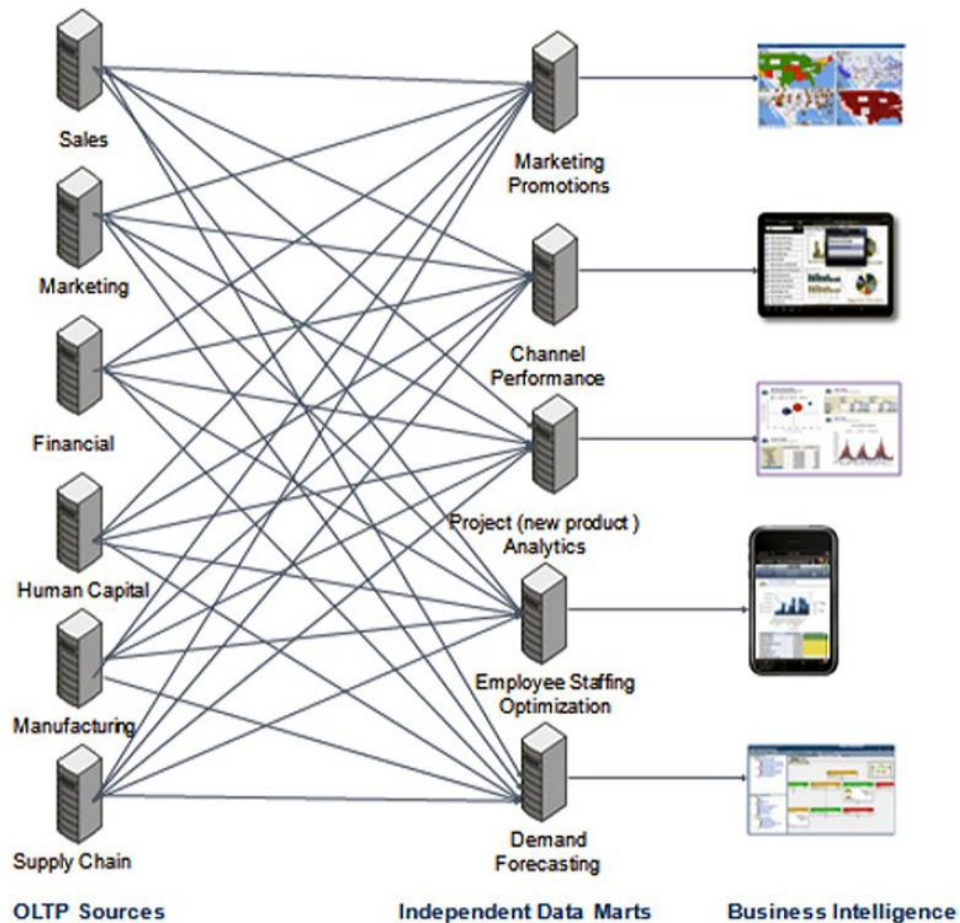 Sales
Marketing
Financial
Human Capital
Manufacturing
Supply Chain
Marketing
Promotions
Channel
Performance
Project (new product )
Analytics
Employee Staffing
Optimization
Demand
Forecasting
OLTP Sources
Independent Data Marts
Business Intelligence